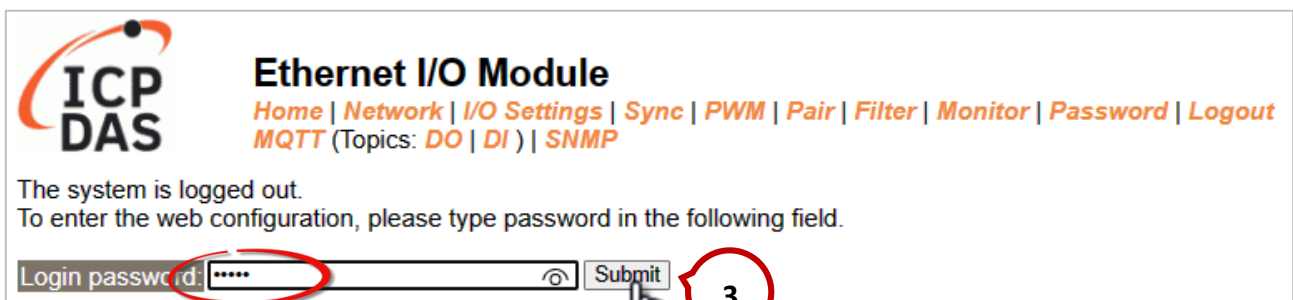 ICP
DAS
Ethernet I/O Module
Home | Network | I/O Settings | Sync | PWM | Pair | Filter | Monitor | Password | Logout
MQTT (Topics: DO | DI ) | SNMP
The system is logged out.
To enter the web configuration, please type password in the following field.
Login password: ••••• Submit
3